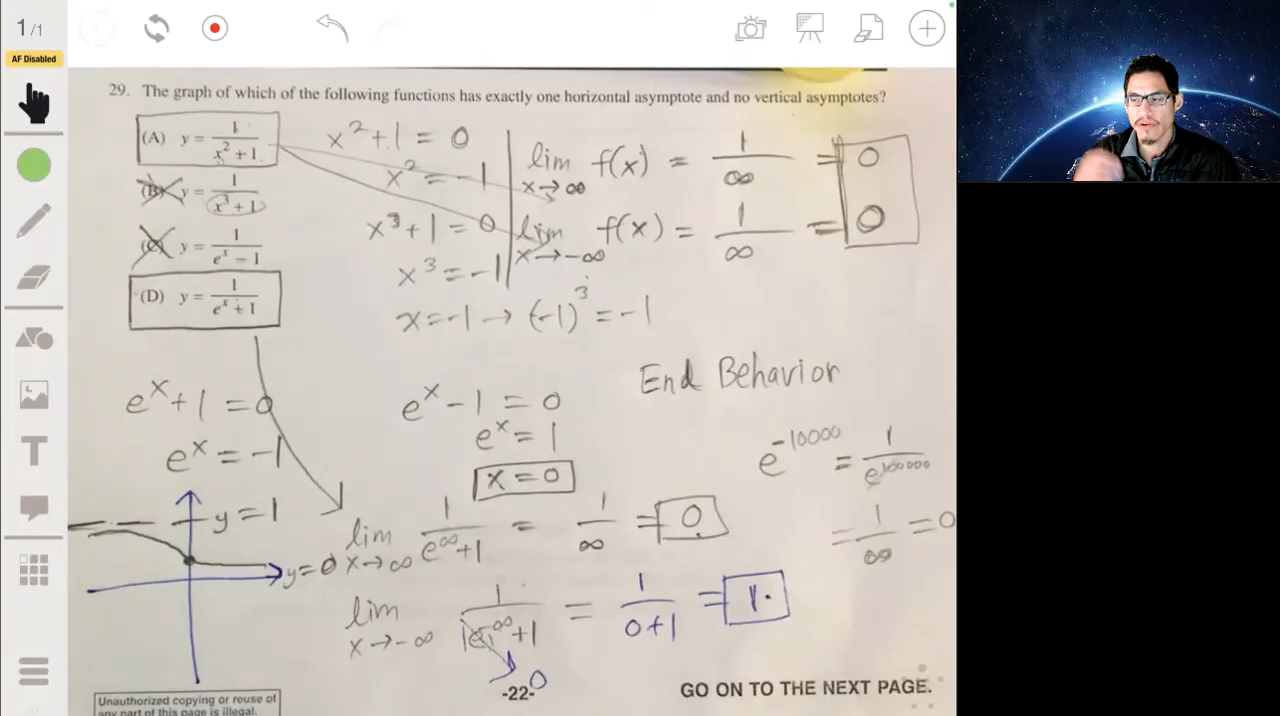 1/1
AF Disabled
29. The graph of which of the following functions has exactly one horizontal asymptote and no vertical asymptotes?
(A) y = 1/(x²+1)
(B) y = 1/(x³+1)
(C) y = 1/(eˣ − 1)
(D) y = 1/(eˣ + 1)
x²+1 = 0
x² = −1
x³+1 = 0
x³ = −1
x = −1 → (−1)³ = −1
lim x→∞ f(x) = 1/∞ = 0
lim x→−∞ f(x) = 1/∞ = 0
End Behavior
eˣ+1 = 0
eˣ = −1
eˣ − 1 = 0
eˣ = 1
x = 0
e^−10000 = 1/e^100000
= 1/∞ = 0
y = 1
y = 0
lim x→∞ 1/(e^∞+1) = 1/∞ = 0
lim x→−∞ 1/(e^∞+1) = 1/(0+1) = 1.
0
T
-22-
GO ON TO THE NEXT PAGE.
Unauthorized copying or reuse of
any part of this page is illegal.